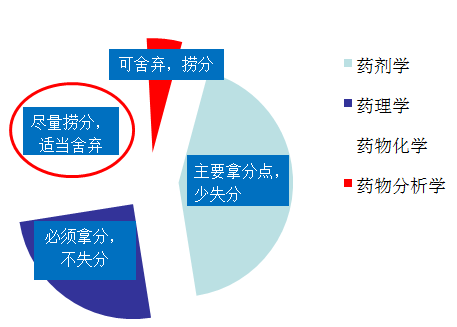 可舍弃，捞分
尽量捞分，
适当舍弃
主要拿分点，
少失分
必须拿分，
不失分
药剂学
药理学
药物化学
药物分析学